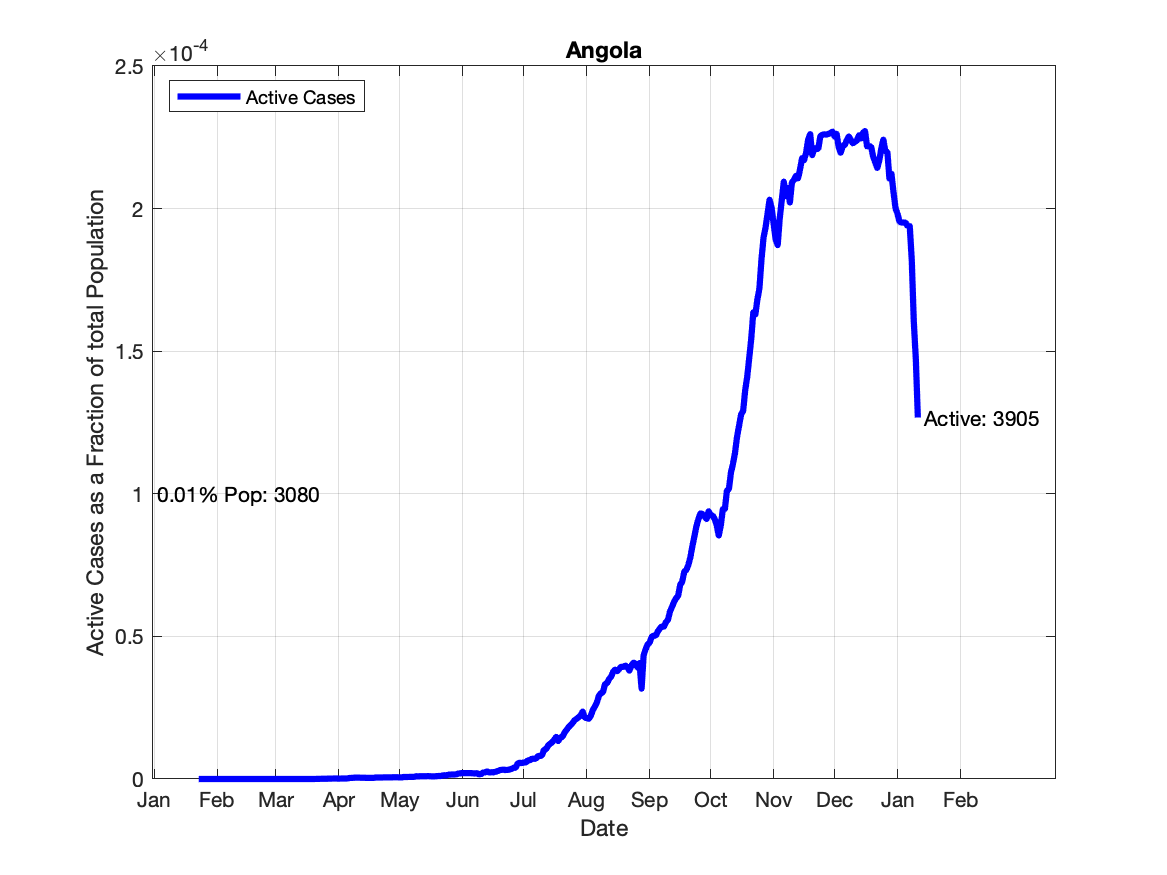 Angola
×10-4
2.5
Active Cases
2
1.5
Active: 3905
1
0.01% Pop: 3080
0.5
0
Jan Feb Mar Apr May Jun Jul Aug Sep Oct Nov Dec Jan Feb
Date
Active Cases as a Fraction of total Population